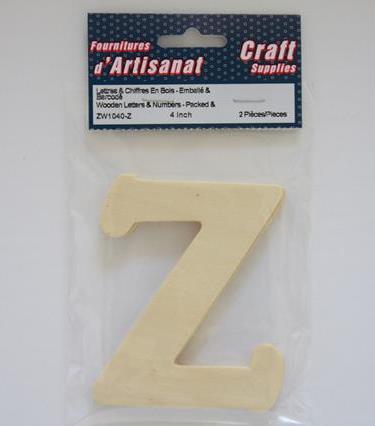 Fournitures
d'Artisanat
Craft
Supplies
Lettres & Chiffres En Bois - Emballé &
Barcodé
Wooden Letters & Numbers - Packed &
ZW1040-Z 4 Inch 2 Pièces/Pieces
Z